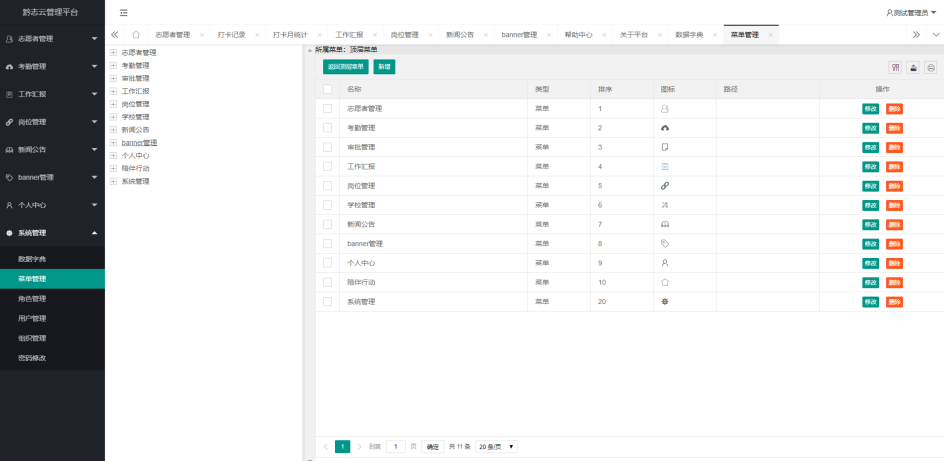 黔志云管理平台
测试管理员
志愿者管理
打卡记录
打卡月统计
工作汇报
岗位管理
新闻公告
banner管理
帮助中心
关于平台
数据字典
菜单管理
志愿者管理
考勤管理
工作汇报
岗位管理
新闻公告
banner管理
个人中心
系统管理
数据字典
菜单管理
角色管理
用户管理
组织管理
密码修改
志愿者管理
考勤管理
审批管理
工作汇报
岗位管理
学校管理
新闻公告
banner管理
个人中心
陪伴行动
系统管理
所属菜单: 顶层菜单
返回顶层菜单 新增
名称 类型 排序 图标 路径 操作
志愿者管理 菜单 1 修改 删除
考勤管理 菜单 2 修改 删除
审批管理 菜单 3 修改 删除
工作汇报 菜单 4 修改 删除
岗位管理 菜单 5 修改 删除
学校管理 菜单 6 修改 删除
新闻公告 菜单 7 修改 删除
banner管理 菜单 8 修改 删除
个人中心 菜单 9 修改 删除
陪伴行动 菜单 10 修改 删除
系统管理 菜单 20 修改 删除
1 到第 1 页 确定 共 11 条 20 条/页